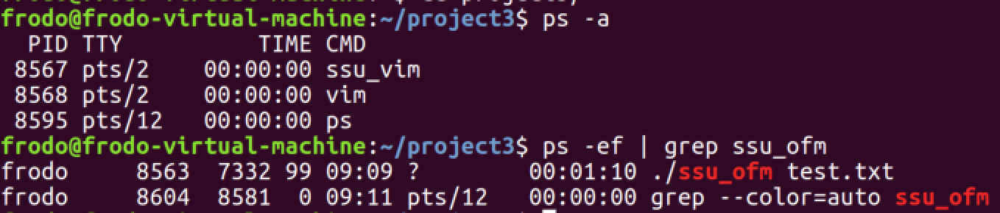 frodo@frodo-virtual-machine:~/project3$ ps -a
  PID TTY          TIME CMD
 8567 pts/2    00:00:00 ssu_vim
 8568 pts/2    00:00:00 vim
 8595 pts/12   00:00:00 ps
frodo@frodo-virtual-machine:~/project3$ ps -ef | grep ssu_ofm
frodo     8563  7332 99 09:09 ?        00:01:10 ./ssu_ofm test.txt
frodo     8604  8581  0 09:11 pts/12   00:00:00 grep --color=auto ssu_ofm